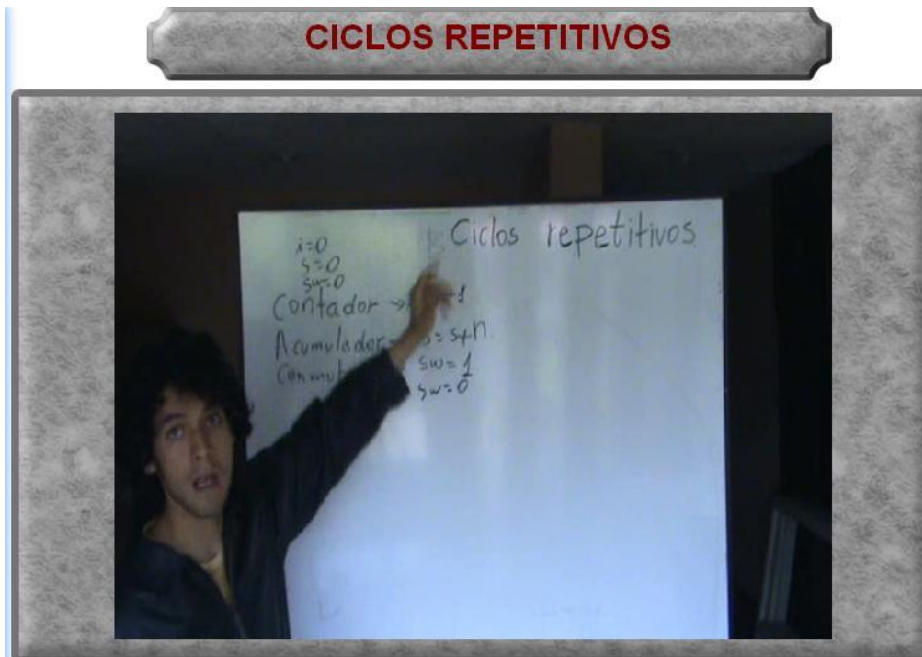 CICLOS REPETITIVOS
Ciclos repetitivos
i=0
s=0
sw=0
Contador →
Acumulador s=s+n.
sw=1
sw=0